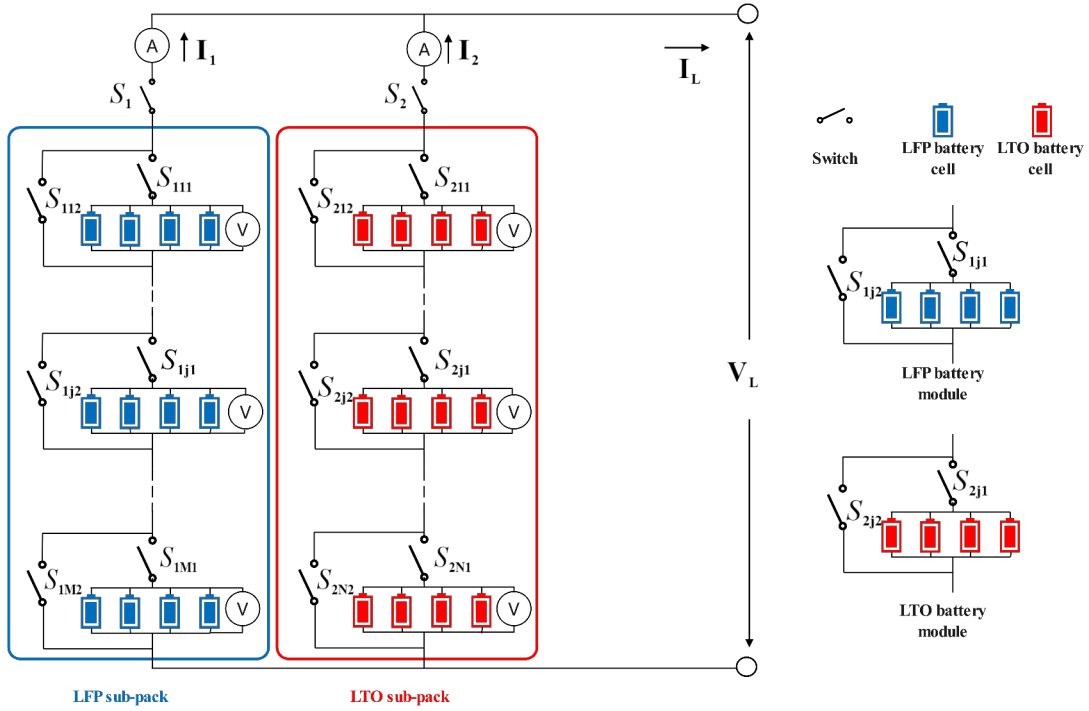 A
I₁
A
I₂
I_L
S₁
S₂
S₁₁₁
S₁₁₂
V
S₂₁₁
S₂₁₂
V
S₁ⱼ₁
S₁ⱼ₂
V
S₂ⱼ₁
S₂ⱼ₂
V
S₁M₁
S₁M₂
V
S₂N₁
S₂N₂
V
V_L
LFP sub-pack
LTO sub-pack
Switch
LFP battery
cell
LTO battery
cell
S₁ⱼ₁
S₁ⱼ₂
LFP battery
module
S₂ⱼ₁
S₂ⱼ₂
LTO battery
module